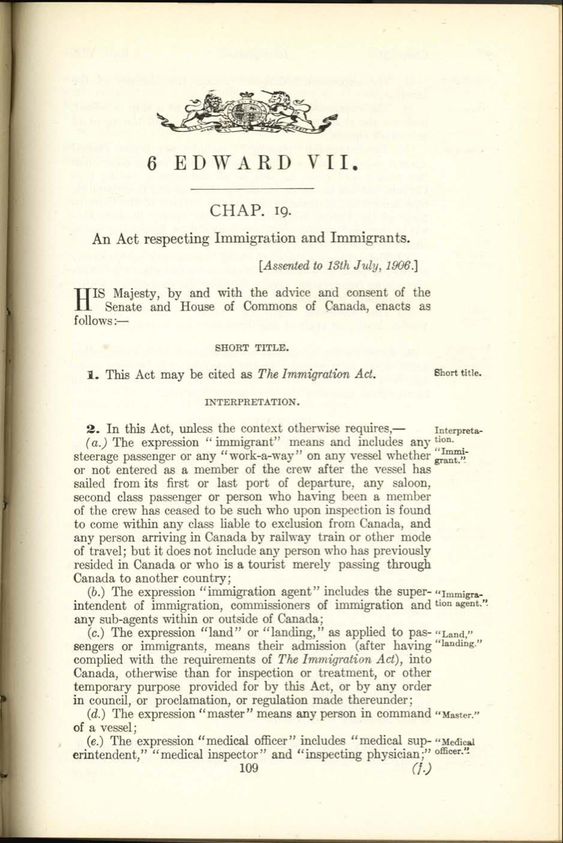 6 EDWARD VII.
CHAP. 19.
An Act respecting Immigration and Immigrants.
[Assented to 13th July, 1906.]
HIS Majesty, by and with the advice and consent of the
Senate and House of Commons of Canada, enacts as
follows:—
SHORT TITLE.
1. This Act may be cited as The Immigration Act.
Short title.
INTERPRETATION.
2. In this Act, unless the context otherwise requires,—
Interpreta-
tion.
(a.) The expression "immigrant" means and includes any
"Immi-
grant."
steerage passenger or any "work-a-way" on any vessel whether
or not entered as a member of the crew after the vessel has
sailed from its first or last port of departure, any saloon,
second class passenger or person who having been a member
of the crew has ceased to be such who upon inspection is found
to come within any class liable to exclusion from Canada, and
any person arriving in Canada by railway train or other mode
of travel; but it does not include any person who has previously
resided in Canada or who is a tourist merely passing through
Canada to another country;
(b.) The expression "immigration agent" includes the super-
"Immigra-
tion agent."
intendent of immigration, commissioners of immigration and
any sub-agents within or outside of Canada;
(c.) The expression "land" or "landing," as applied to pas-
"Land,"
"landing."
sengers or immigrants, means their admission (after having
complied with the requirements of The Immigration Act), into
Canada, otherwise than for inspection or treatment, or other
temporary purpose provided for by this Act, or by any order
in council, or proclamation, or regulation made thereunder;
(d.) The expression "master" means any person in command
"Master."
of a vessel;
(e.) The expression "medical officer" includes "medical sup-
"Medical
officer."
erintendent," "medical inspector" and "inspecting physician;"
109
(f.)